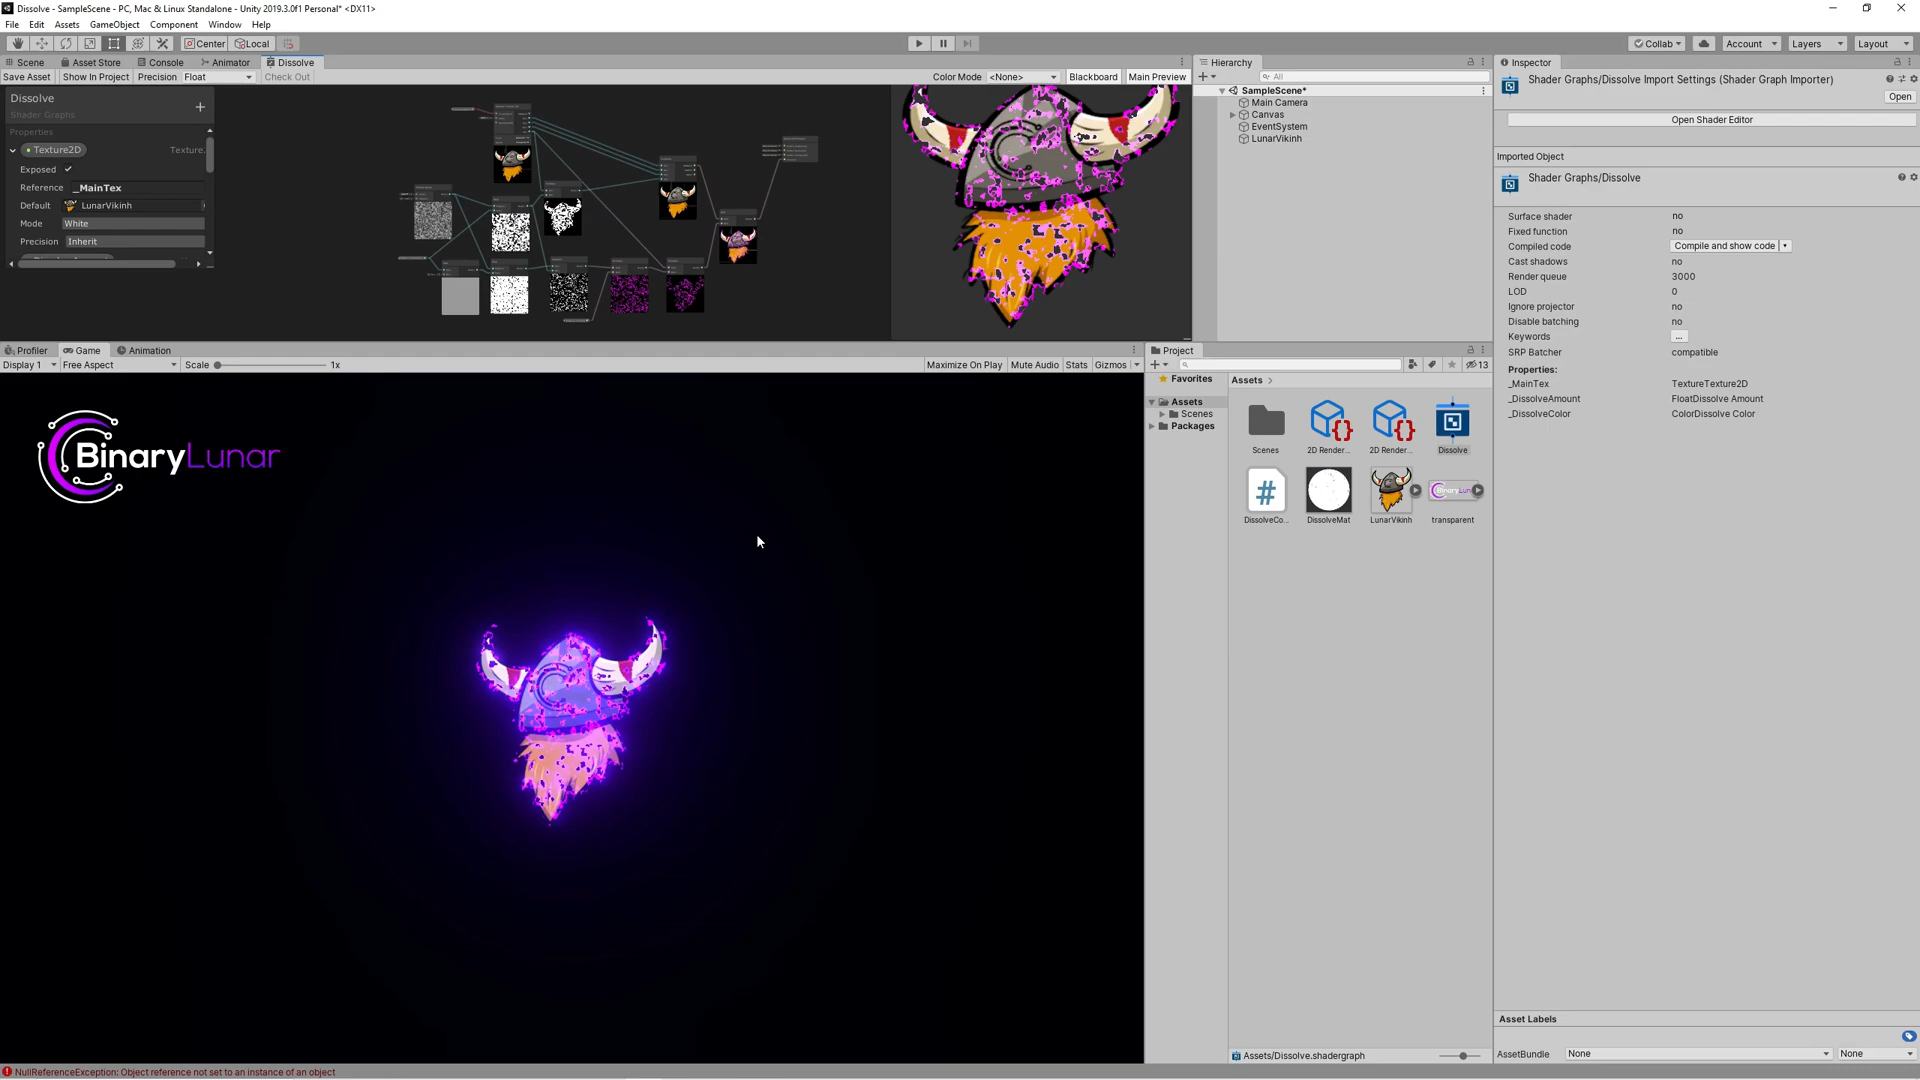 Dissolve - SampleScene - PC, Mac & Linux Standalone - Unity 2019.3.0f1 Personal* <DX11>
File Edit Assets GameObject Component Window Help
Center Local Collab Account Layers Layout
Scene Asset Store Console Animator Dissolve
Save Asset Show In Project Precision Float Check Out Color Mode <None> Blackboard Main Preview
Dissolve
Shader Graphs
Properties
Texture2D Texture.
Exposed
Reference _MainTex
Default LunarVikinh
Mode White
Precision Inherit
Hierarchy
All
SampleScene*
Main Camera
Canvas
EventSystem
LunarVikinh
Profiler Game Animation
Display 1 Free Aspect Scale 1x Maximize On Play Mute Audio Stats Gizmos
BinaryLunar
Project
13
Favorites
Assets
Scenes
Packages
Assets
Scenes 2D Render... 2D Render... Dissolve
DissolveCo... DissolveMat LunarVikinh transparent
Assets/Dissolve.shadergraph
Inspector
Shader Graphs/Dissolve Import Settings (Shader Graph Importer)
Open
Open Shader Editor
Imported Object
Shader Graphs/Dissolve
Surface shader no
Fixed function no
Compiled code Compile and show code
Cast shadows no
Render queue 3000
LOD 0
Ignore projector no
Disable batching no
Keywords ...
SRP Batcher compatible
Properties:
_MainTex TextureTexture2D
_DissolveAmount FloatDissolve Amount
_DissolveColor ColorDissolve Color
Asset Labels
AssetBundle None None
NullReferenceException: Object reference not set to an instance of an object